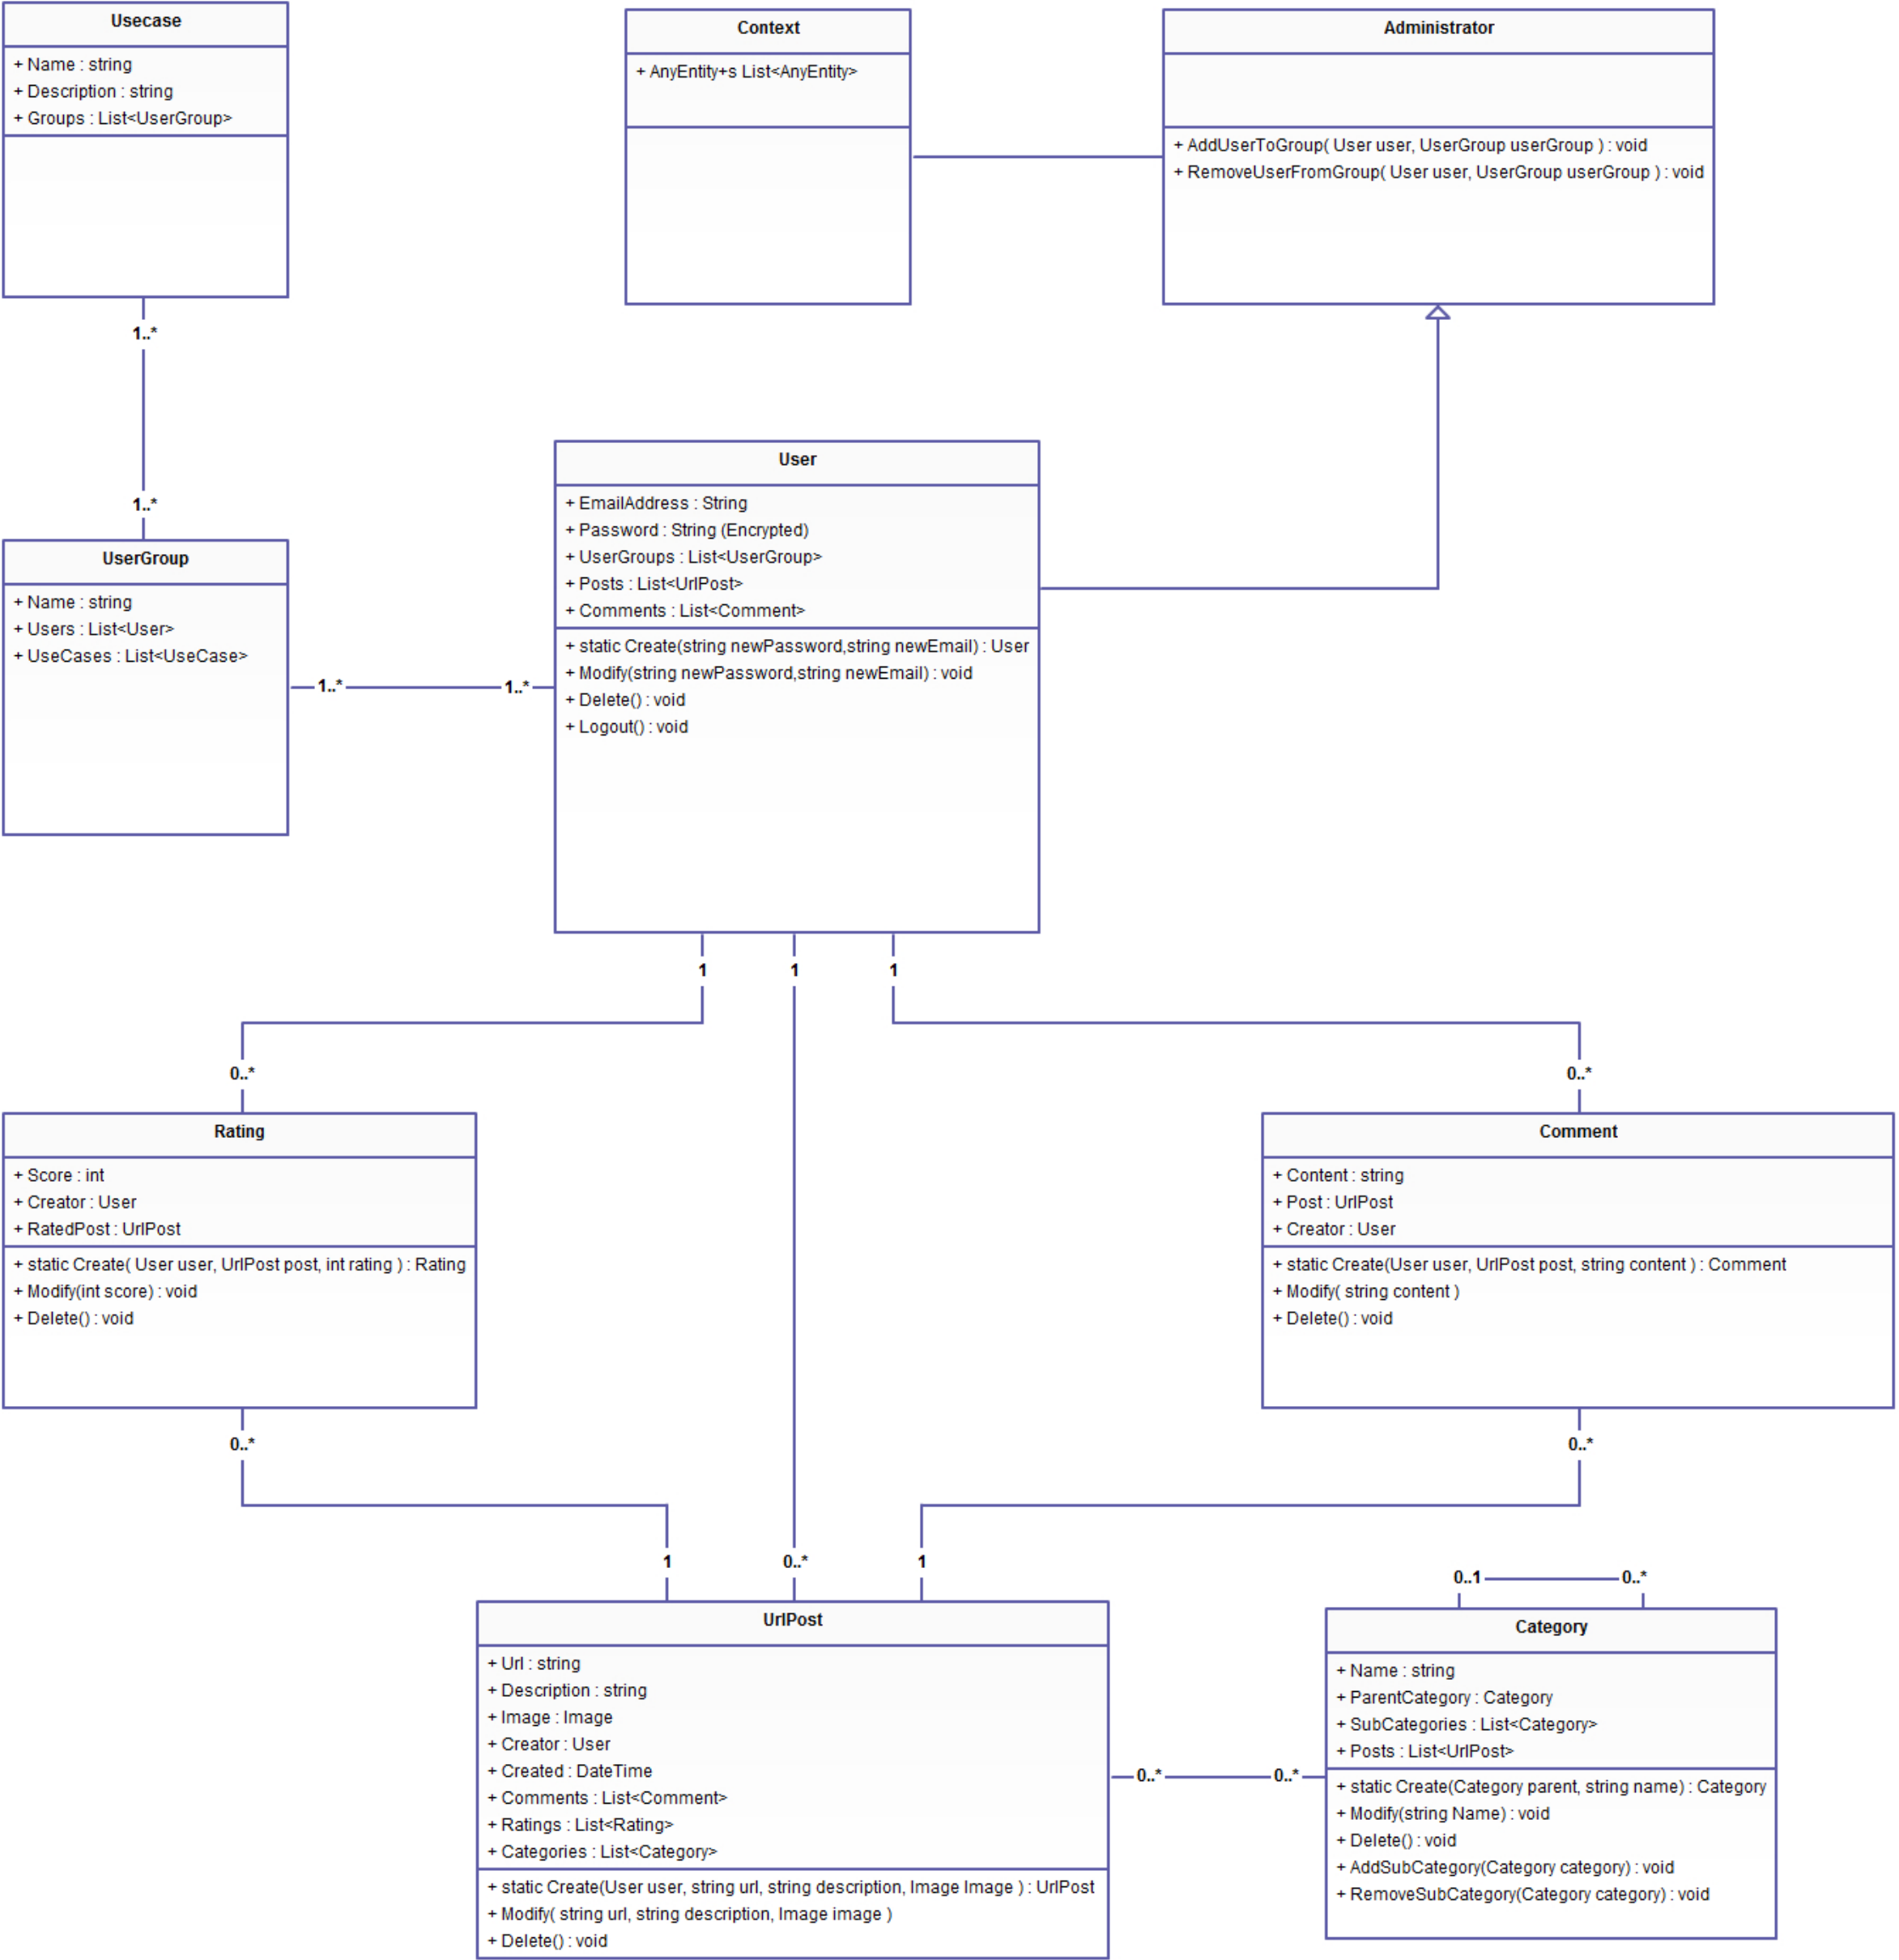 Usecase
+ Name : string
+ Description : string
+ Groups : List<UserGroup>
Context
+ AnyEntity+s List<AnyEntity>
Administrator
+ AddUserToGroup( User user, UserGroup userGroup ) : void
+ RemoveUserFromGroup( User user, UserGroup userGroup ) : void
1..*
1..*
UserGroup
+ Name : string
+ Users : List<User>
+ UseCases : List<UseCase>
1..*
1..*
User
+ EmailAddress : String
+ Password : String (Encrypted)
+ UserGroups : List<UserGroup>
+ Posts : List<UrlPost>
+ Comments : List<Comment>
+ static Create(string newPassword,string newEmail) : User
+ Modify(string newPassword,string newEmail) : void
+ Delete() : void
+ Logout() : void
1
1
1
0..*
0..*
Rating
+ Score : int
+ Creator : User
+ RatedPost : UrlPost
+ static Create( User user, UrlPost post, int rating ) : Rating
+ Modify(int score) : void
+ Delete() : void
Comment
+ Content : string
+ Post : UrlPost
+ Creator : User
+ static Create(User user, UrlPost post, string content ) : Comment
+ Modify( string content )
+ Delete() : void
0..*
0..*
1
0..*
1
UrlPost
+ Url : string
+ Description : string
+ Image : Image
+ Creator : User
+ Created : DateTime
+ Comments : List<Comment>
+ Ratings : List<Rating>
+ Categories : List<Category>
+ static Create(User user, string url, string description, Image Image ) : UrlPost
+ Modify( string url, string description, Image image )
+ Delete() : void
0..*
0..*
0..1
0..*
Category
+ Name : string
+ ParentCategory : Category
+ SubCategories : List<Category>
+ Posts : List<UrlPost>
+ static Create(Category parent, string name) : Category
+ Modify(string Name) : void
+ Delete() : void
+ AddSubCategory(Category category) : void
+ RemoveSubCategory(Category category) : void